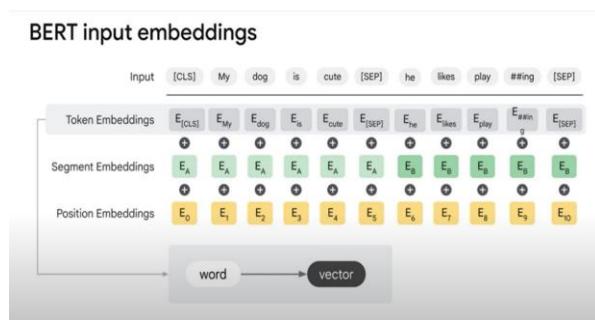 BERT input embeddings
Input [CLS] My dog is cute [SEP] he likes play ##ing [SEP]
Token Embeddings E[CLS] EMy Edog Eis Ecute E[SEP] Ehe Elikes Eplay E##ing E[SEP]
Segment Embeddings EA EA EA EA EA EA EB EB EB EB EB
Position Embeddings E0 E1 E2 E3 E4 E5 E6 E7 E8 E9 E10
word vector